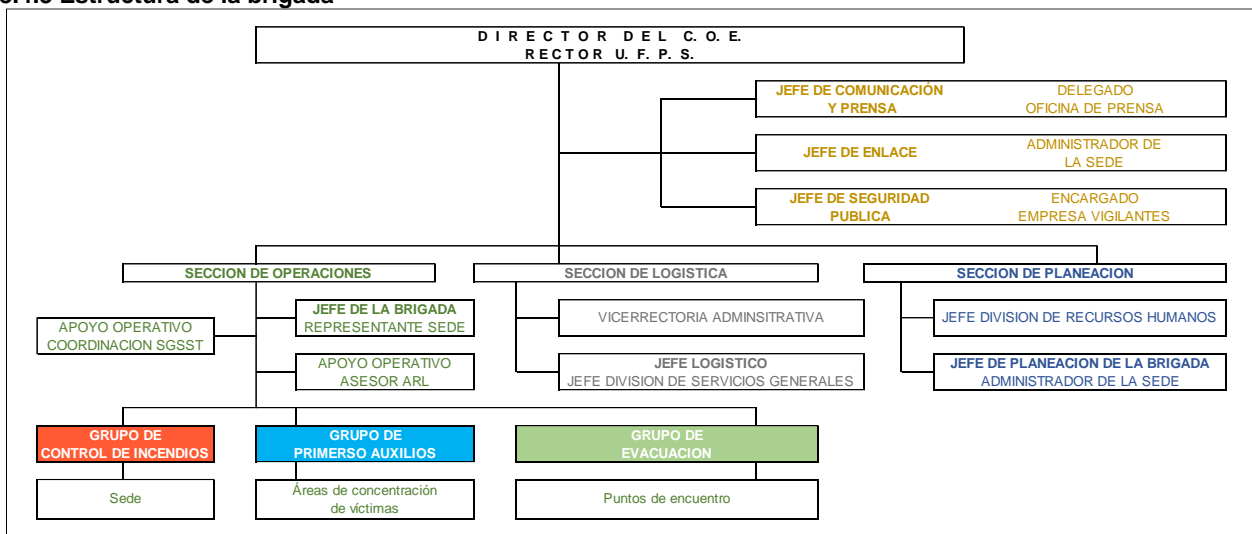 Estructura de la brigada
D I R E C T O R D E L C. O. E.
R E C T O R U. F. P. S.
JEFE DE COMUNICACIÓN
Y PRENSA
DELEGADO
OFICINA DE PRENSA
JEFE DE ENLACE
ADMINISTRADOR DE
LA SEDE
JEFE DE SEGURIDAD
PUBLICA
ENCARGADO
EMPRESA VIGILANTES
SECCION DE OPERACIONES
SECCION DE LOGISTICA
SECCION DE PLANEACION
APOYO OPERATIVO
COORDINACION SGSST
JEFE DE LA BRIGADA
REPRESENTANTE SEDE
APOYO OPERATIVO
ASESOR ARL
VICERRECTORIA ADMINSITRATIVA
JEFE LOGISTICO
JEFE DIVISION DE SERVICIOS GENERALES
JEFE DIVISION DE RECURSOS HUMANOS
JEFE DE PLANEACION DE LA BRIGADA
ADMINISTRADOR DE LA SEDE
GRUPO DE
CONTROL DE INCENDIOS
GRUPO DE
PRIMERSO AUXILIOS
GRUPO DE
EVACUACION
Sede
Áreas de concentración
de víctimas
Puntos de encuentro